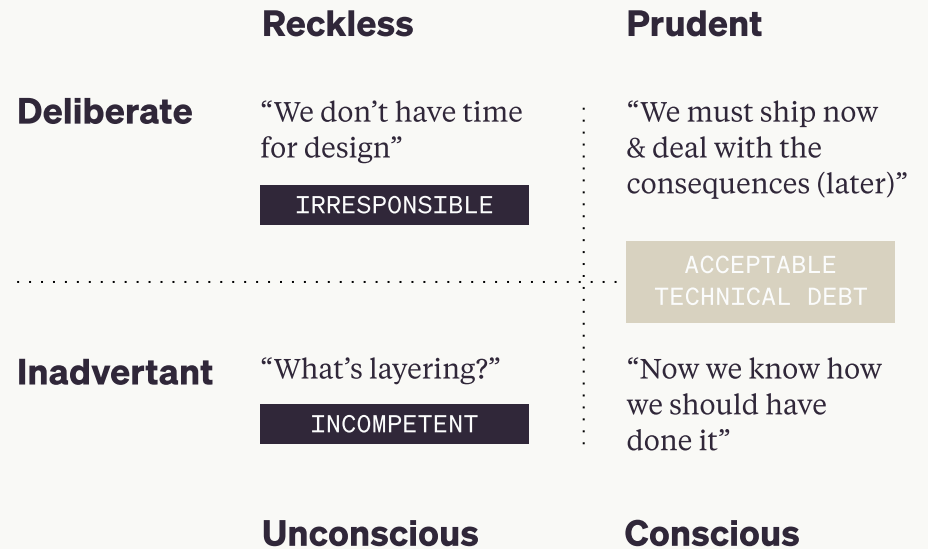 Reckless
Prudent
Deliberate
“We don’t have time
for design”
IRRESPONSIBLE
“We must ship now
& deal with the
consequences (later)”
ACCEPTABLE
TECHNICAL DEBT
Inadvertant
“What’s layering?”
INCOMPETENT
“Now we know how
we should have
done it”
Unconscious
Conscious